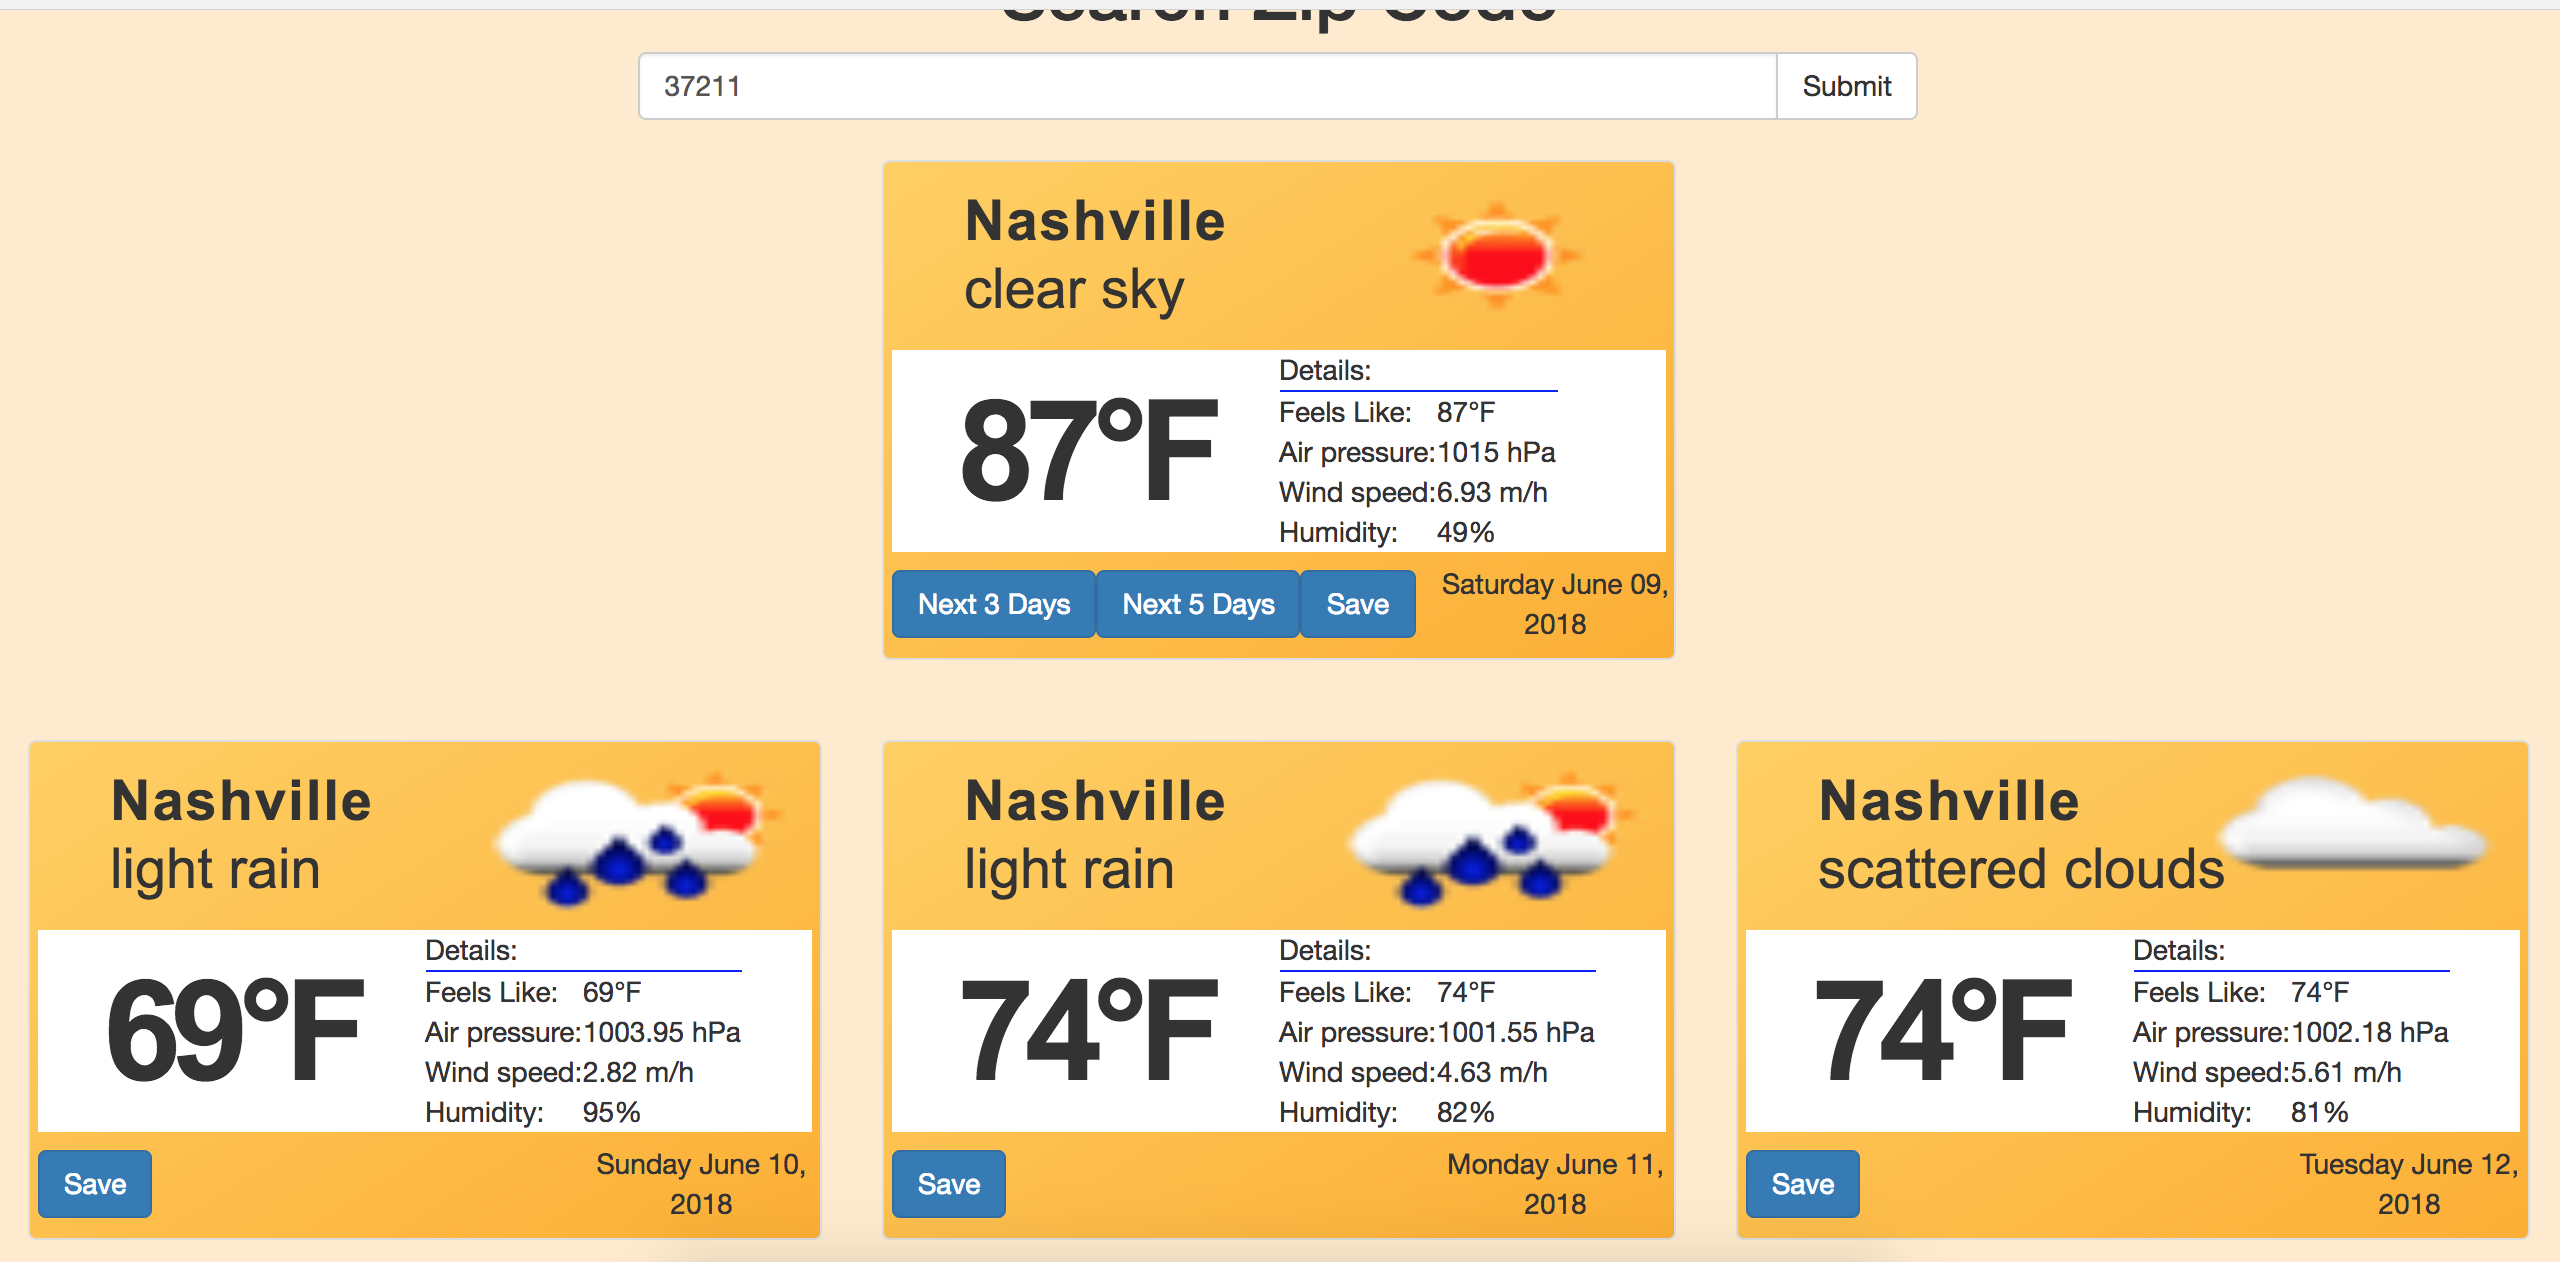 Search Zip Code
37211
Submit
Nashville
clear sky
87°F
Details:
Feels Like: 87°F
Air pressure:1015 hPa
Wind speed:6.93 m/h
Humidity: 49%
Next 3 Days
Next 5 Days
Save
Saturday June 09,
2018
Nashville
light rain
69°F
Details:
Feels Like: 69°F
Air pressure:1003.95 hPa
Wind speed:2.82 m/h
Humidity: 95%
Save
Sunday June 10,
2018
Nashville
light rain
74°F
Details:
Feels Like: 74°F
Air pressure:1001.55 hPa
Wind speed:4.63 m/h
Humidity: 82%
Save
Monday June 11,
2018
Nashville
scattered clouds
74°F
Details:
Feels Like: 74°F
Air pressure:1002.18 hPa
Wind speed:5.61 m/h
Humidity: 81%
Save
Tuesday June 12,
2018